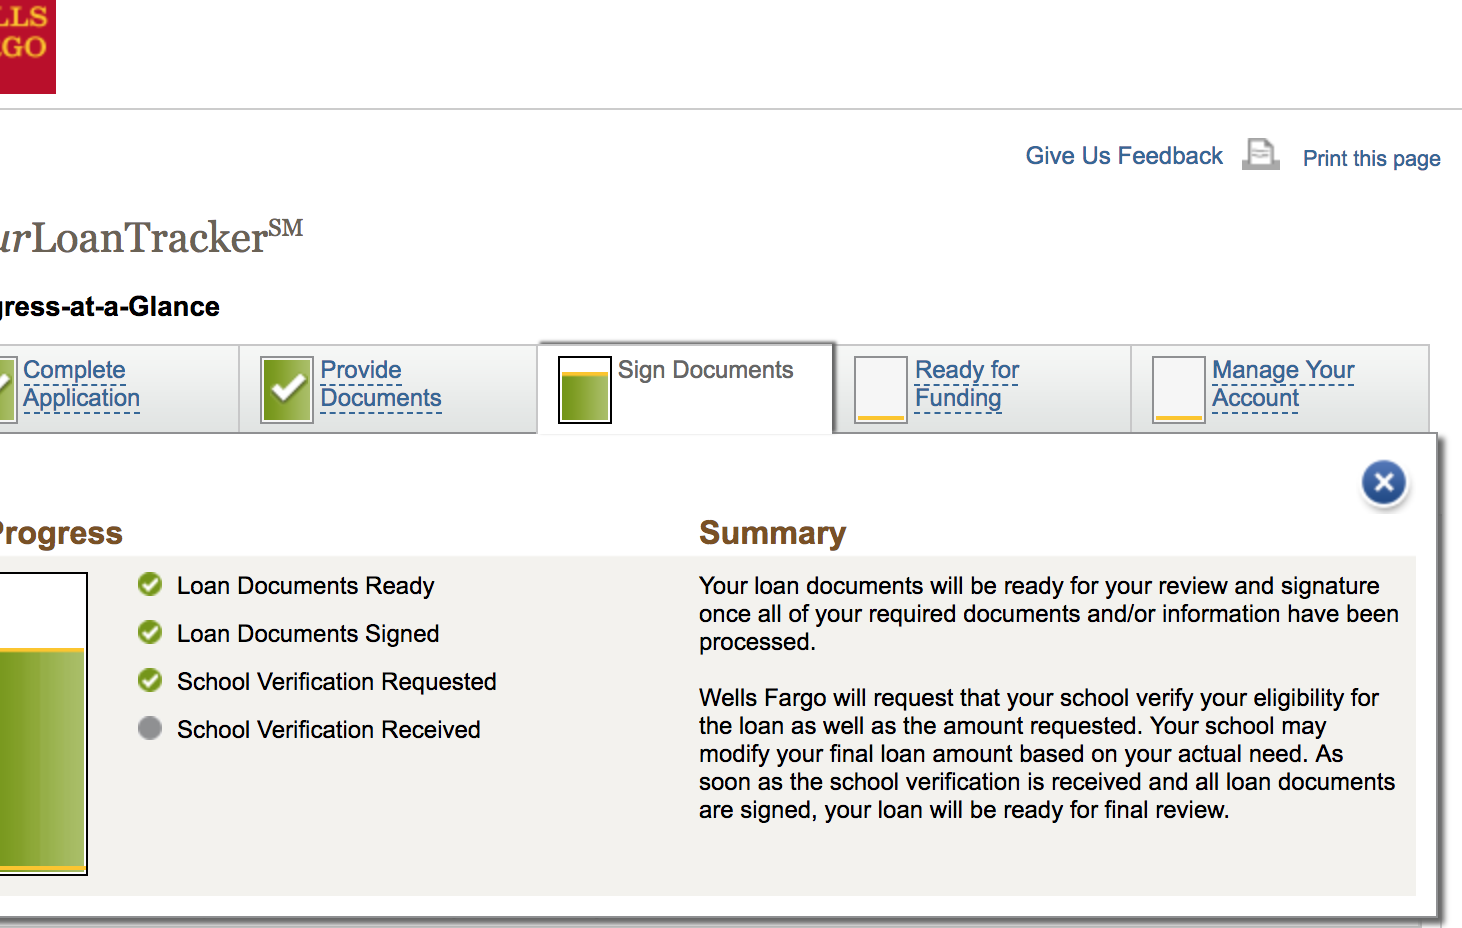 LLS
GO
Give Us Feedback
Print this page
urLoanTracker℠
gress-at-a-Glance
Complete
Application
Provide
Documents
Sign Documents
Ready for
Funding
Manage Your
Account
Progress
Loan Documents Ready
Loan Documents Signed
School Verification Requested
School Verification Received
Summary
Your loan documents will be ready for your review and signature
once all of your required documents and/or information have been
processed.
Wells Fargo will request that your school verify your eligibility for
the loan as well as the amount requested. Your school may
modify your final loan amount based on your actual need. As
soon as the school verification is received and all loan documents
are signed, your loan will be ready for final review.